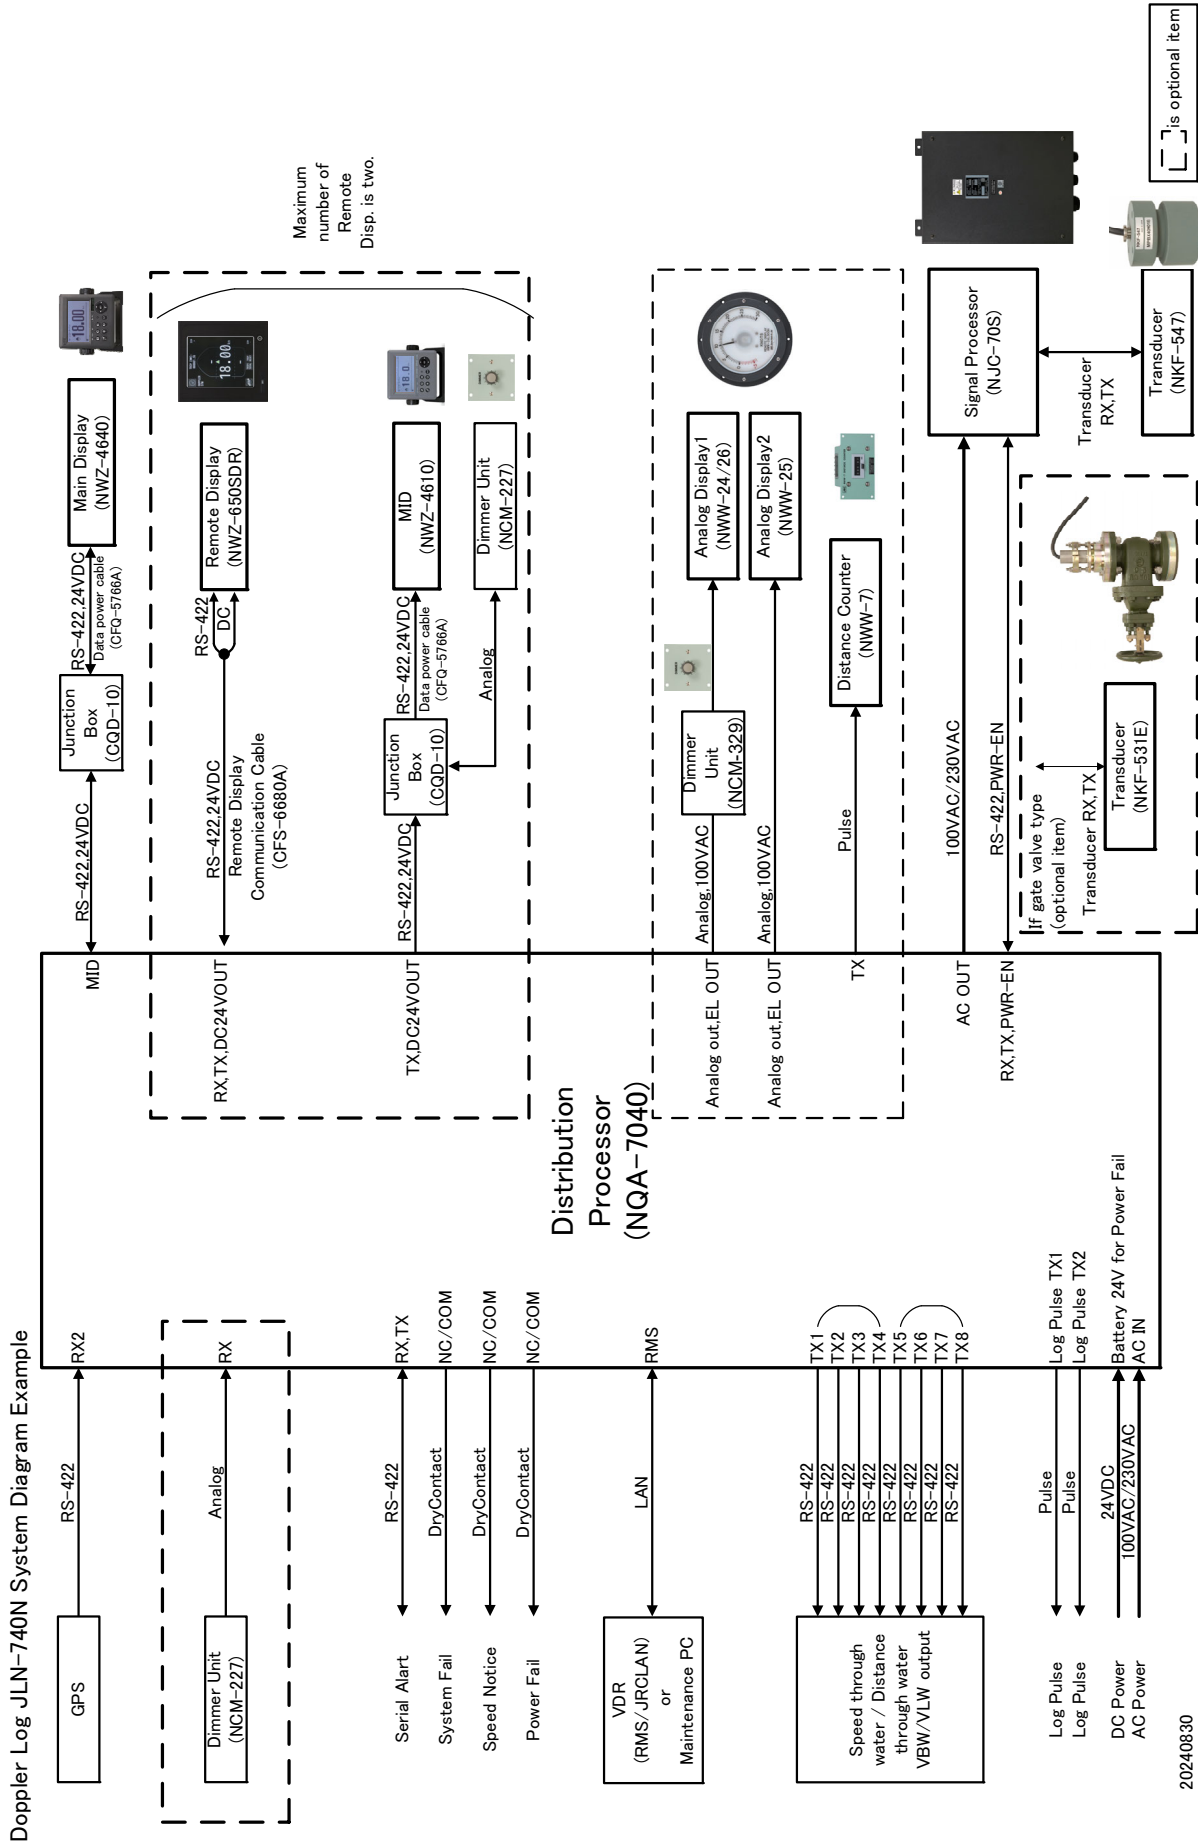 Doppler Log JLN-740N System Diagram Example
GPS
RS-422
RX2
Dimmer Unit
(NCM-227)
Analog
RX
Serial Alart
RS-422
RX,TX
System Fail
DryContact
NC/COM
Speed Notice
DryContact
NC/COM
Power Fail
DryContact
NC/COM
VDR
(RMS/JRCLAN)
or
Maintenance PC
LAN
RMS
Speed through
water / Distance
through water
VBW/VLW output
RS-422
RS-422
RS-422
RS-422
RS-422
RS-422
RS-422
RS-422
TX1
TX2
TX3
TX4
TX5
TX6
TX7
TX8
Log Pulse
Pulse
Log Pulse TX1
Log Pulse
Pulse
Log Pulse TX2
DC Power
24VDC
Battery 24V for Power Fail
AC Power
100VAC/230VAC
AC IN
Distribution
Processor
(NQA-7040)
MID
RS-422,24VDC
Junction
Box
(CQD-10)
RS-422,24VDC
Data power cable
(CFQ-5766A)
Main Display
(NWZ-4640)
RX,TX,DC24VOUT
RS-422,24VDC
Remote Display
Communication Cable
(CFS-6680A)
RS-422
DC
Remote Display
(NWZ-650SDR)
18.00
Maximum
number of
Remote
Disp. is two.
TX,DC24VOUT
RS-422,24VDC
Junction
Box
(CQD-10)
RS-422,24VDC
Data power cable
(CFQ-5766A)
MID
(NWZ-4610)
Analog
Dimmer Unit
(NCM-227)
Analog out,EL OUT
Analog,100VAC
Dimmer
Unit
(NCM-329)
Analog Display1
(NWW-24/26)
Analog out,EL OUT
Analog,100VAC
Analog Display2
(NWW-25)
TX
Pulse
Distance Counter
(NWW-7)
AC OUT
100VAC/230VAC
RX,TX,PWR-EN
RS-422,PWR-EN
Signal Processor
(NJC-70S)
Transducer
RX,TX
Transducer
(NKF-547)
If gate valve type
(optional item)
Transducer RX,TX
Transducer
(NKF-531E)
is optional item
20240830